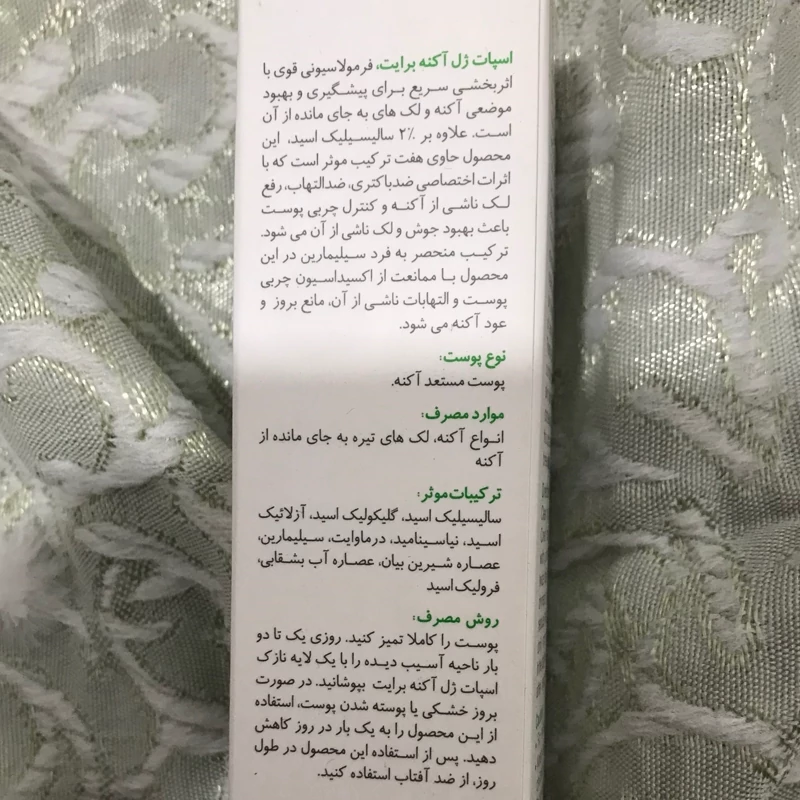 اسپات ژل آکنه برایت، فرمولاسیونی قوی با
اثربخشی سریع برای پیشگیری و بهبود
موضعی آکنه و لک های به جای مانده از آن
است. علاوه بر ٪۲ سالیسیلیک اسید، این
محصول حاوی هفت ترکیب موثر است که با
اثرات اختصاصی ضدباکتری، ضدالتهاب، رفع
لک ناشی از آکنه و کنترل چربی پوست
باعث بهبود جوش و لک ناشی از آن می شود.
ترکیب منحصر به فرد سیلیمارین در این
محصول با ممانعت از اکسیداسیون چربی
پوست و التهابات ناشی از آن، مانع بروز و
عود آکنه می شود.
نوع پوست:
پوست مستعد آکنه.
موارد مصرف:
انواع آکنه، لک های تیره به جای مانده از
آکنه
ترکیبات موثر:
سالیسیلیک اسید، گلیکولیک اسید، آزلائیک
اسید، نیاسینامید، درماوایت، سیلیمارین،
عصاره شیرین بیان، عصاره آب بشقابی،
فرولیک اسید
روش مصرف:
پوست را کاملا تمیز کنید. روزی یک تا دو
بار ناحیه آسیب دیده را با یک لایه نازک
اسپات ژل آکنه برایت بپوشانید. در صورت
بروز خشکی یا پوسته شدن پوست، استفاده
از این محصول را به یک بار در روز کاهش
دهید. پس از استفاده این محصول در طول
روز، از ضد آفتاب استفاده کنید.